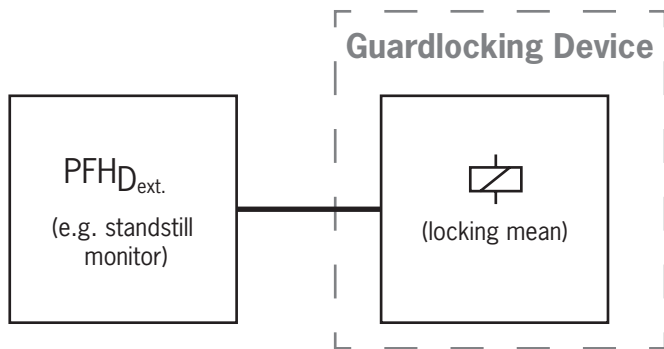 Guardlocking Device
PFHDext.
(e.g. standstill
monitor)
(locking mean)